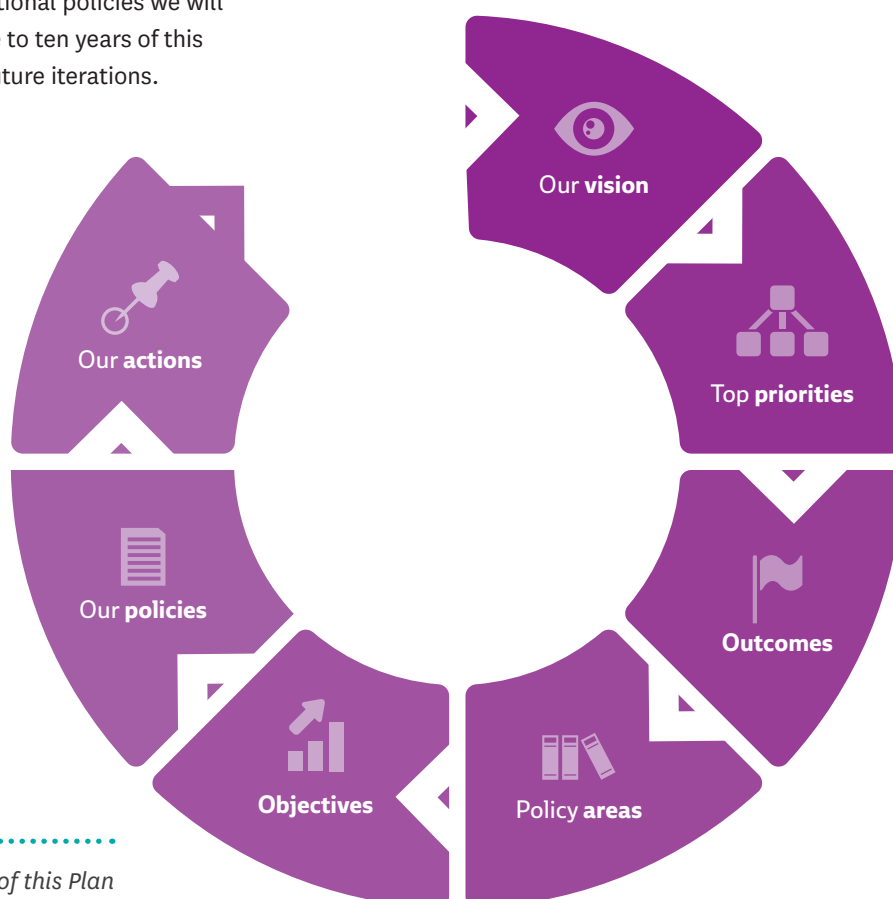 tional policies we will
to ten years of this
ture iterations.
Our vision
Top priorities
Outcomes
Policy areas
Objectives
Our policies
Our actions
of this Plan